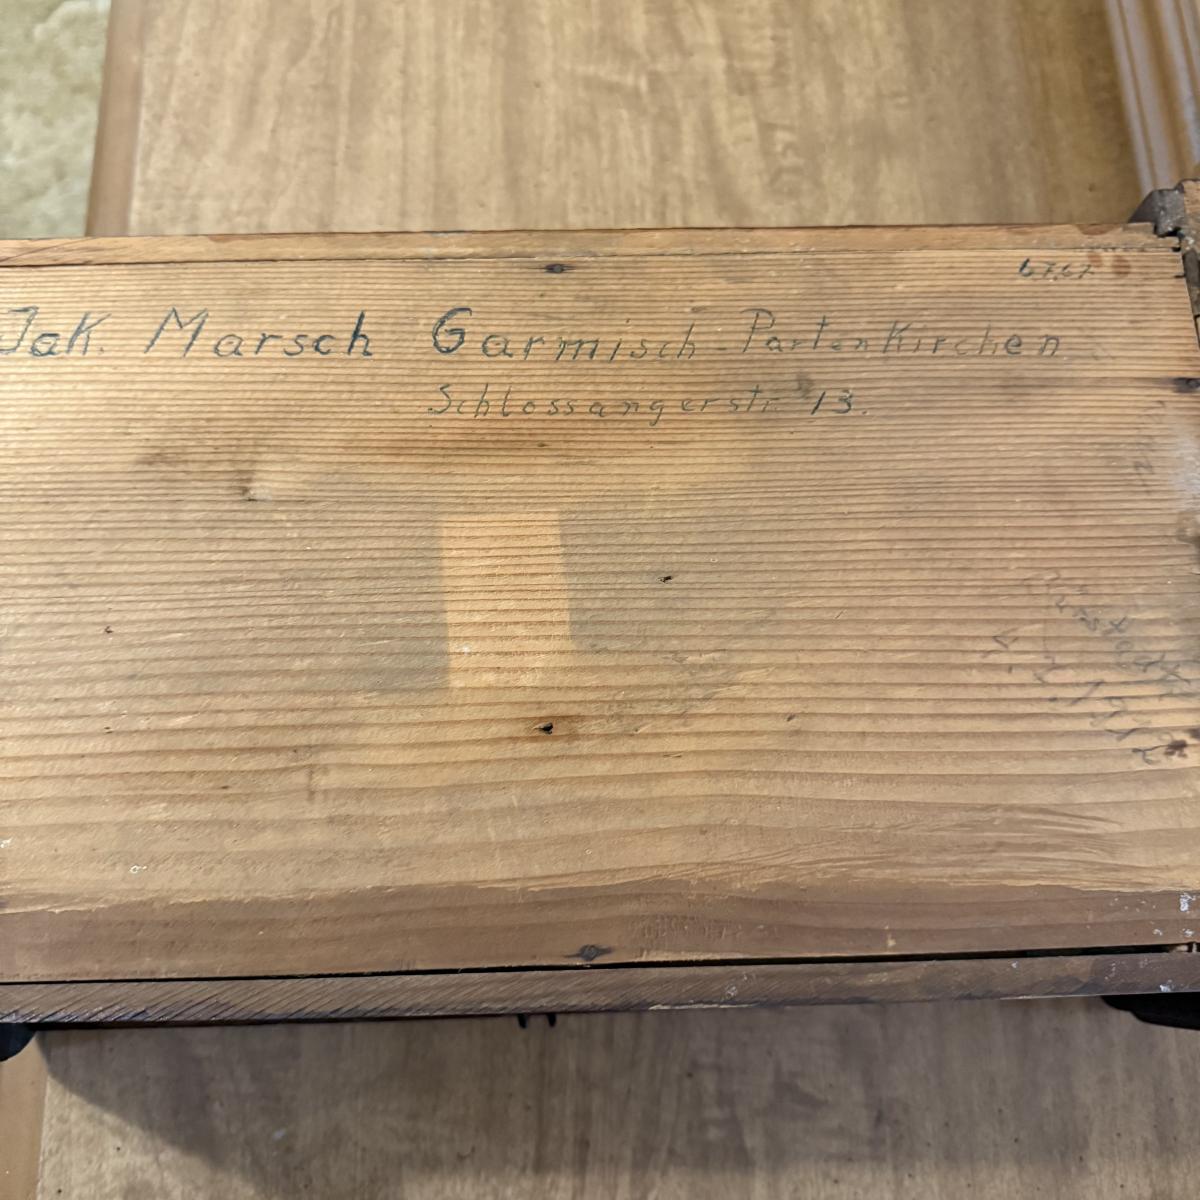 6767
Jak. Marsch Garmisch-Partenkirchen
Schlossangerstr. 13.